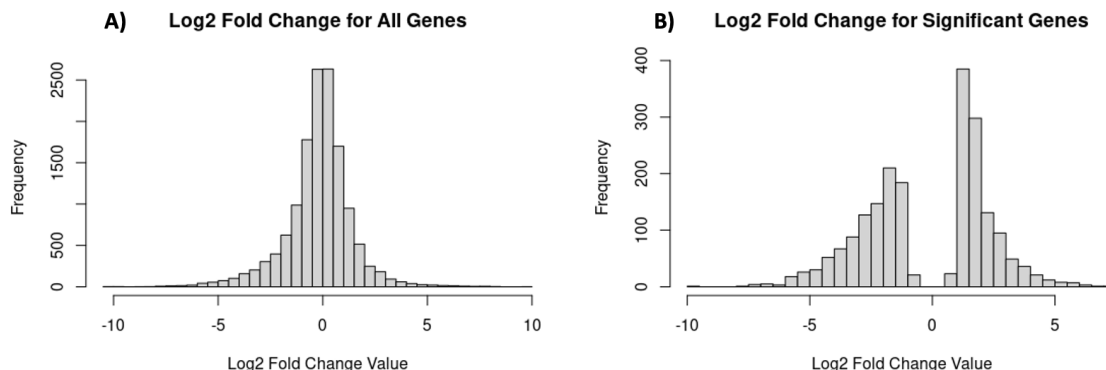 A) Log2 Fold Change for All Genes
Frequency
2500
1500
500
0
-10 -5 0 5 10
Log2 Fold Change Value
B) Log2 Fold Change for Significant Genes
Frequency
400
300
200
100
0
-10 -5 0 5
Log2 Fold Change Value